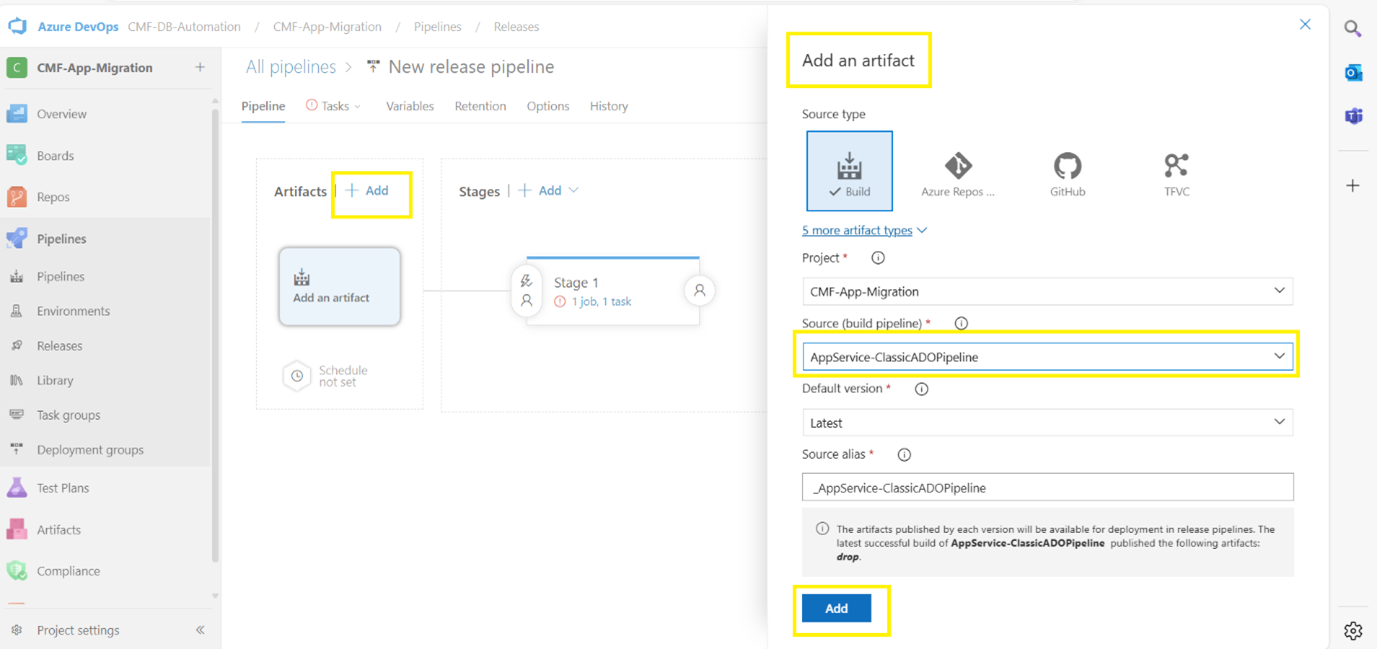 Azure DevOps CMF-DB-Automation / CMF-App-Migration / Pipelines / Releases
C CMF-App-Migration
Overview
Boards
Repos
Pipelines
Pipelines
Environments
Releases
Library
Task groups
Deployment groups
Test Plans
Artifacts
Compliance
Project settings
All pipelines > New release pipeline
Pipeline Tasks Variables Retention Options History
Artifacts | + Add
Add an artifact
Schedule
not set
Stages | + Add
Stage 1
1 job, 1 task
Add an artifact
Source type
Build
Azure Repos ...
GitHub
TFVC
5 more artifact types
Project *
CMF-App-Migration
Source (build pipeline) *
AppService-ClassicADOPipeline
Default version *
Latest
Source alias *
_AppService-ClassicADOPipeline
The artifacts published by each version will be available for deployment in release pipelines. The
latest successful build of AppService-ClassicADOPipeline published the following artifacts:
drop.
Add